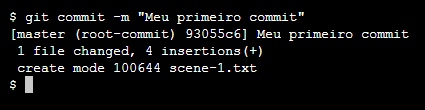 $ git commit -m "Meu primeiro commit"
[master (root-commit) 93055c6] Meu primeiro commit
1 file changed, 4 insertions(+)
create mode 100644 scene-1.txt
$